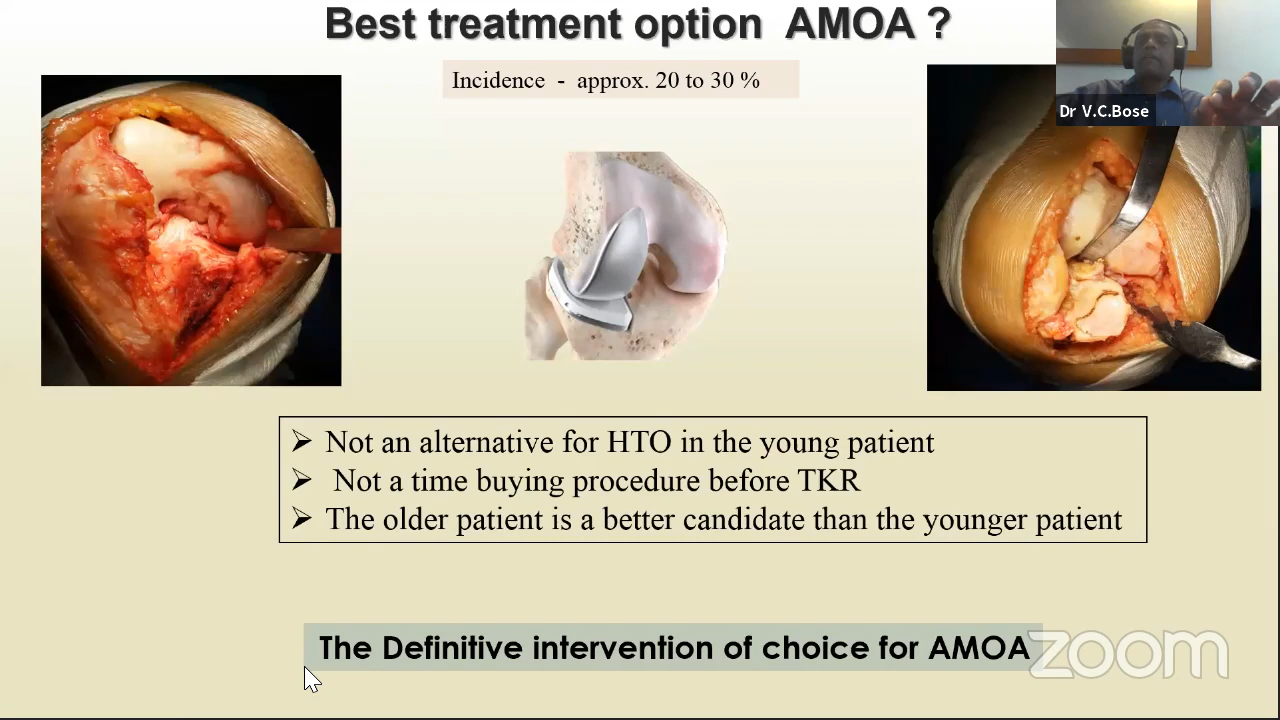 Best treatment option AMOA ?
Incidence - approx. 20 to 30 %
Dr V.C.Bose
➢ Not an alternative for HTO in the young patient
➢ Not a time buying procedure before TKR
➢ The older patient is a better candidate than the younger patient
The Definitive intervention of choice for AMOA
zoom